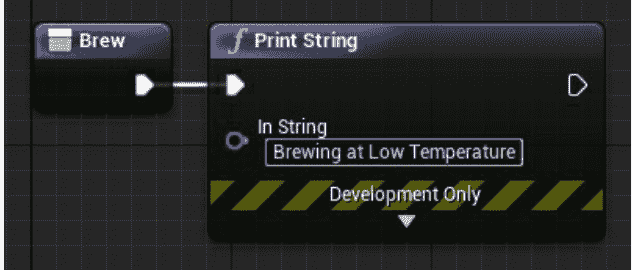 Brew
f Print String
In String
Brewing at Low Temperature
Development Only